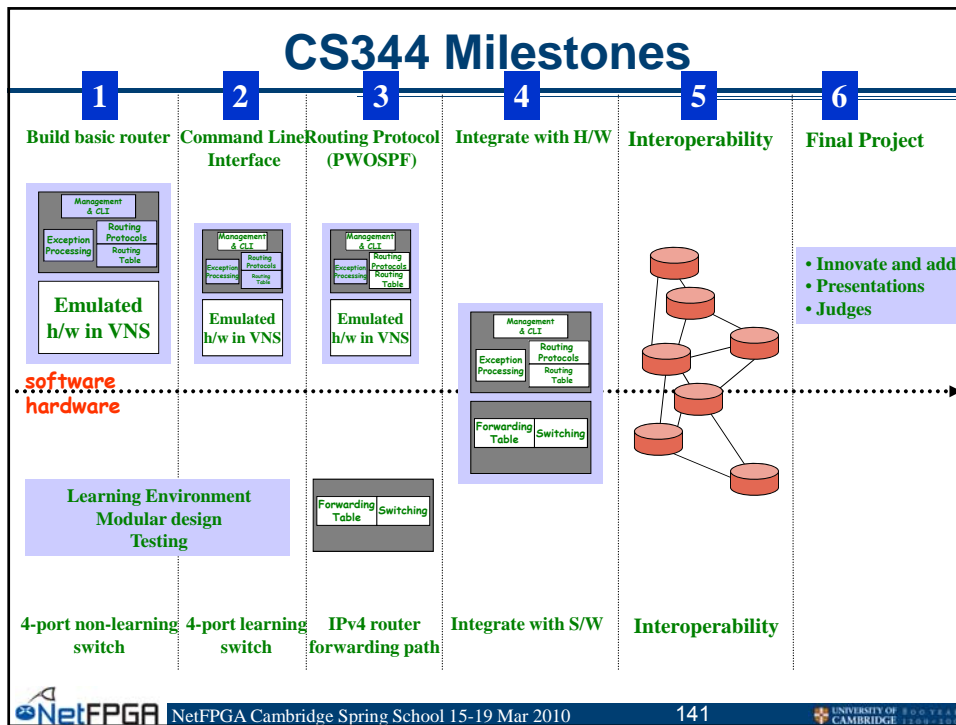 CS344 Milestones
1
2
3
4
5
6
Build basic router
Command Line
Interface
Routing Protocol
(PWOSPF)
Integrate with H/W
Interoperability
Final Project
Management
& CLI
Exception
Processing
Routing
Protocols
Routing
Table
Emulated
h/w in VNS
Management
& CLI
Exception
Processing
Routing
Protocols
Routing
Table
Emulated
h/w in VNS
Management
& CLI
Exception
Processing
Routing
Protocols
Routing
Table
Emulated
h/w in VNS
Management
& CLI
Exception
Processing
Routing
Protocols
Routing
Table
Forwarding
Table
Switching
• Innovate and add
• Presentations
• Judges
software
hardware
Learning Environment
Modular design
Testing
Forwarding
Table
Switching
4-port non-learning
switch
4-port learning
switch
IPv4 router
forwarding path
Integrate with S/W
Interoperability
NetFPGA
NetFPGA Cambridge Spring School 15-19 Mar 2010
141
UNIVERSITY OF
CAMBRIDGE